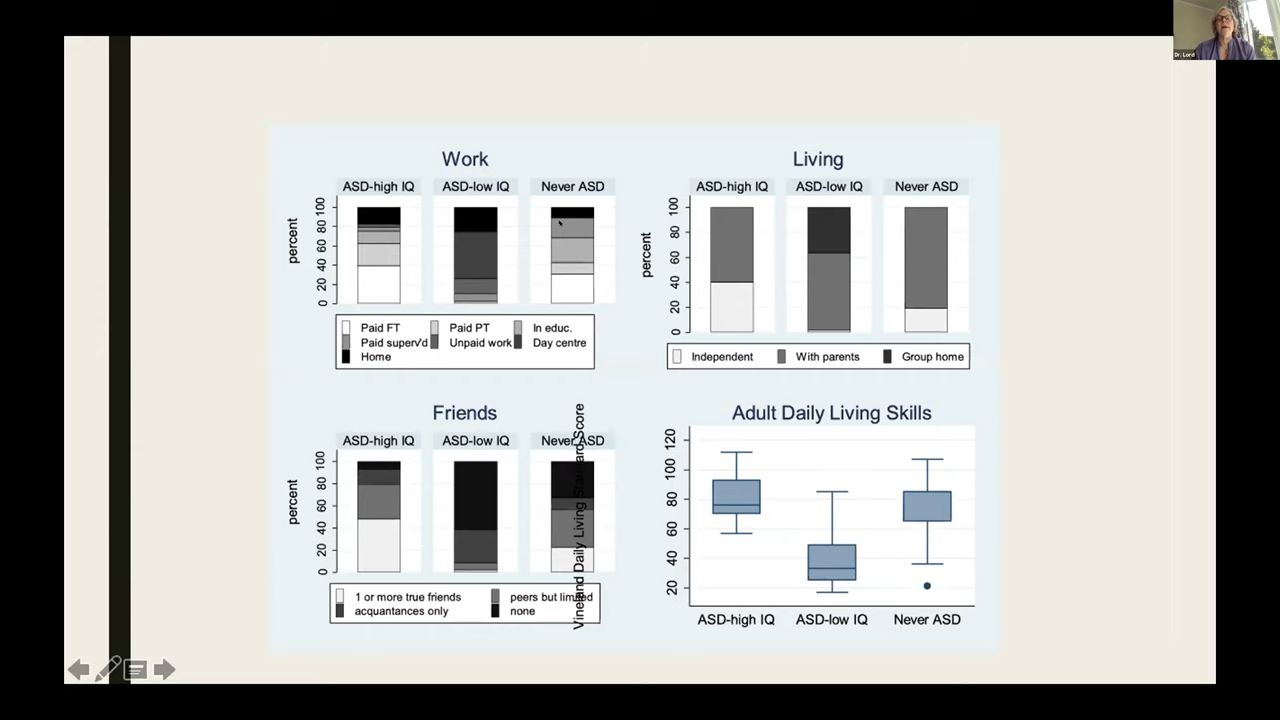 Dr. Lord
Work
ASD-high IQ ASD-low IQ Never ASD
percent
0 20 40 60 80 100
Paid FT Paid PT In educ.
Paid superv'd Unpaid work Day centre
Home
Living
ASD-high IQ ASD-low IQ Never ASD
percent
0 20 40 60 80 100
Independent With parents Group home
Friends
ASD-high IQ ASD-low IQ Never ASD
percent
0 20 40 60 80 100
1 or more true friends peers but limited
acquantances only none
Adult Daily Living Skills
Vineland Daily Living Standard Score
20 40 60 80 100 120
ASD-high IQ ASD-low IQ Never ASD